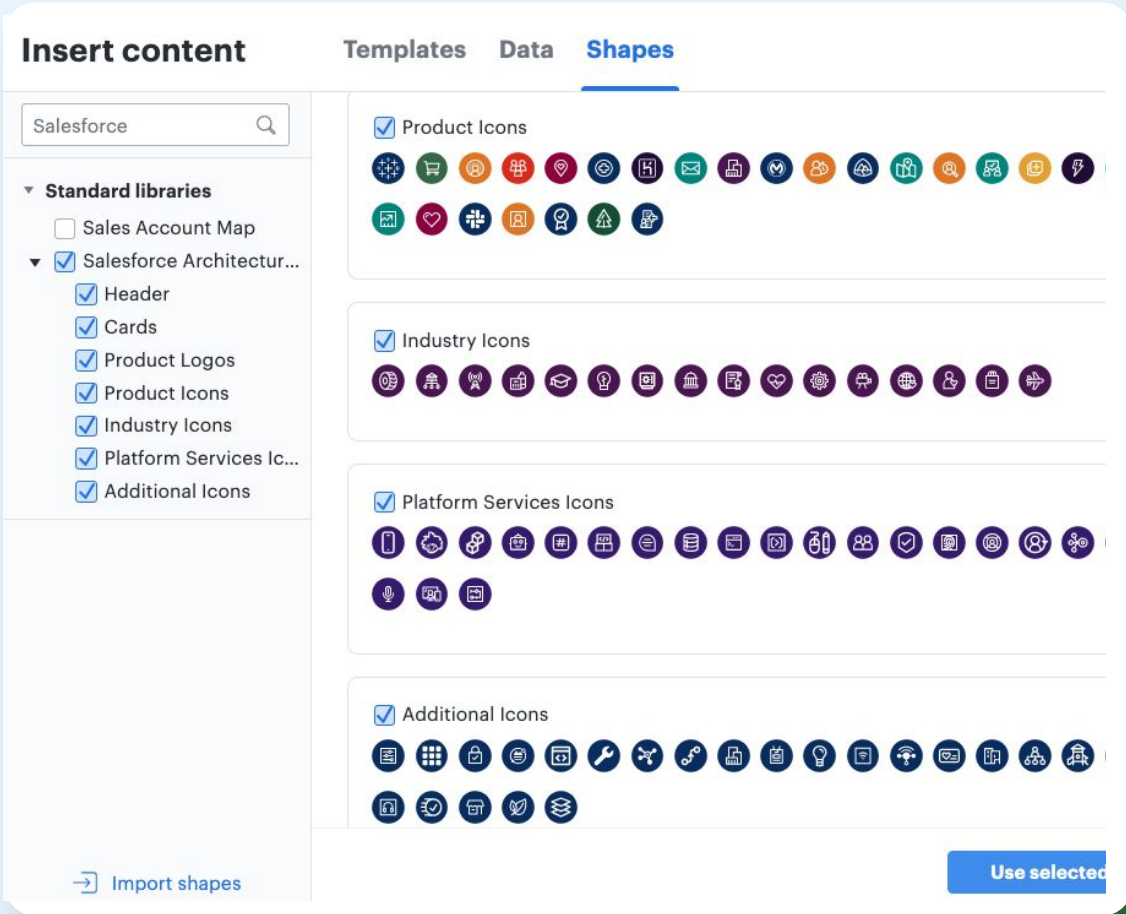 Insert content
Templates Data Shapes
Salesforce
Standard libraries
Sales Account Map
Salesforce Architectur...
Header
Cards
Product Logos
Product Icons
Industry Icons
Platform Services Ic...
Additional Icons
Import shapes
Product Icons
Industry Icons
Platform Services Icons
Additional Icons
Use selected